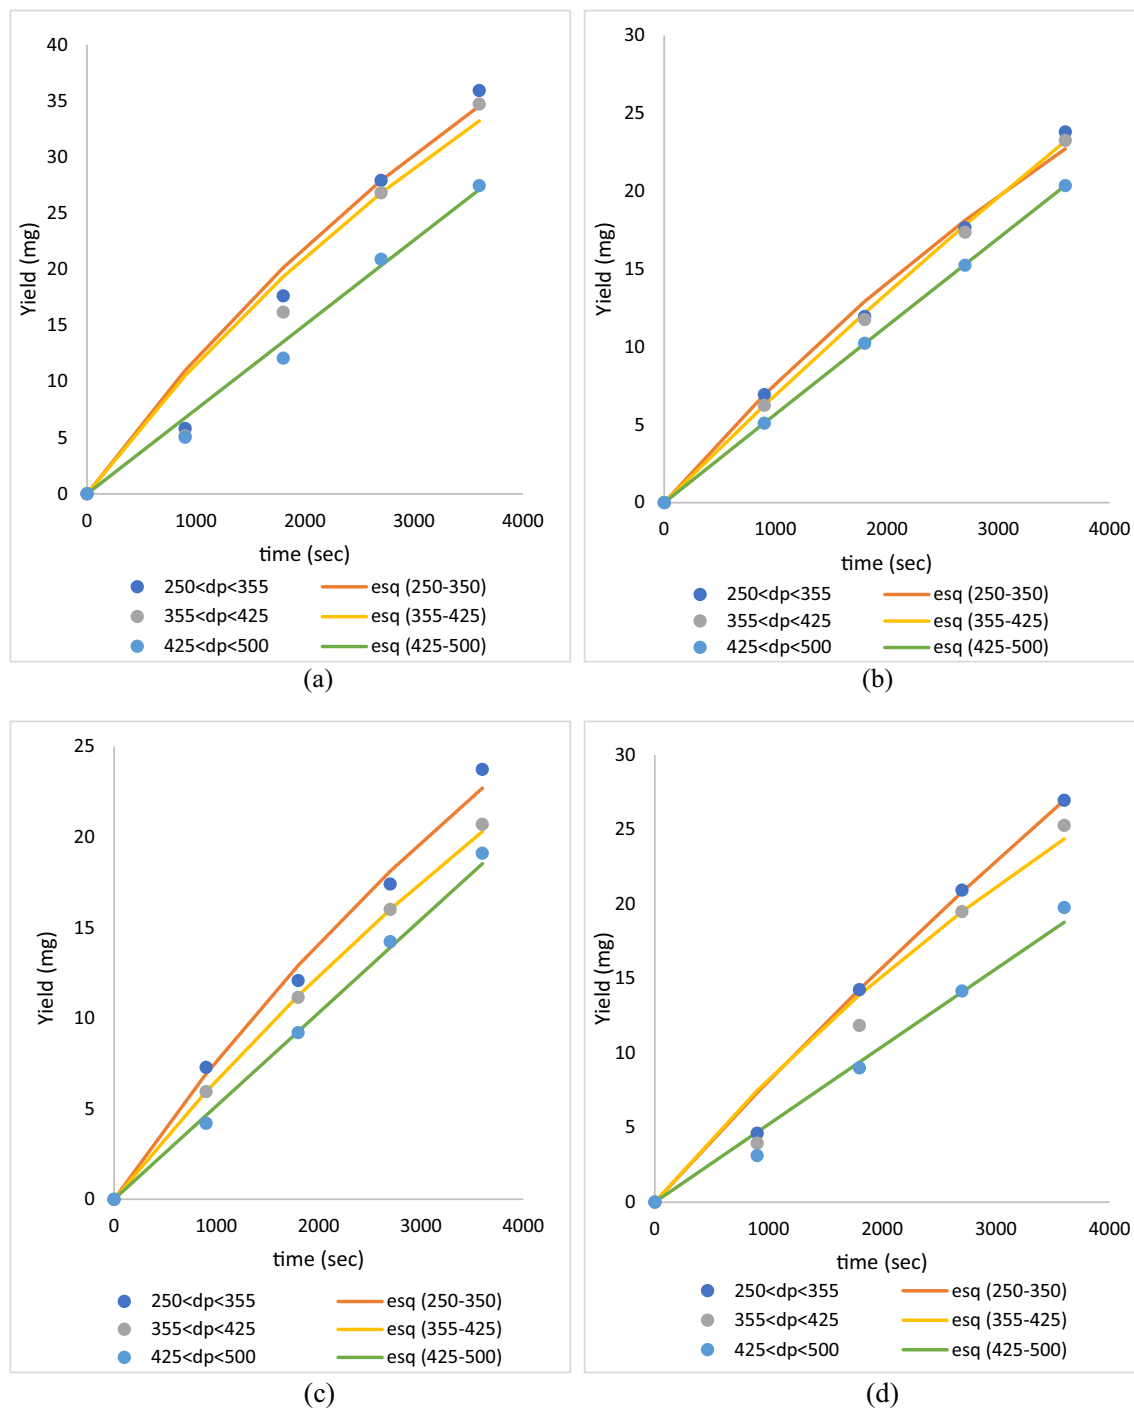 40
35
30
25
20
15
10
5
0
Yield (mg)
0 1000 2000 3000 4000
time (sec)
250<dp<355 esq (250-350)
355<dp<425 esq (355-425)
425<dp<500 esq (425-500)
(a)
30
25
20
15
10
5
0
Yield (mg)
0 1000 2000 3000 4000
time (sec)
250<dp<355 esq (250-350)
355<dp<425 esq (355-425)
425<dp<500 esq (425-500)
(b)
25
20
15
10
5
0
Yield (mg)
0 1000 2000 3000 4000
time (sec)
250<dp<355 esq (250-350)
355<dp<425 esq (355-425)
425<dp<500 esq (425-500)
(c)
30
25
20
15
10
5
0
Yield (mg)
0 1000 2000 3000 4000
time (sec)
250<dp<355 esq (250-350)
355<dp<425 esq (355-425)
425<dp<500 esq (425-500)
(d)